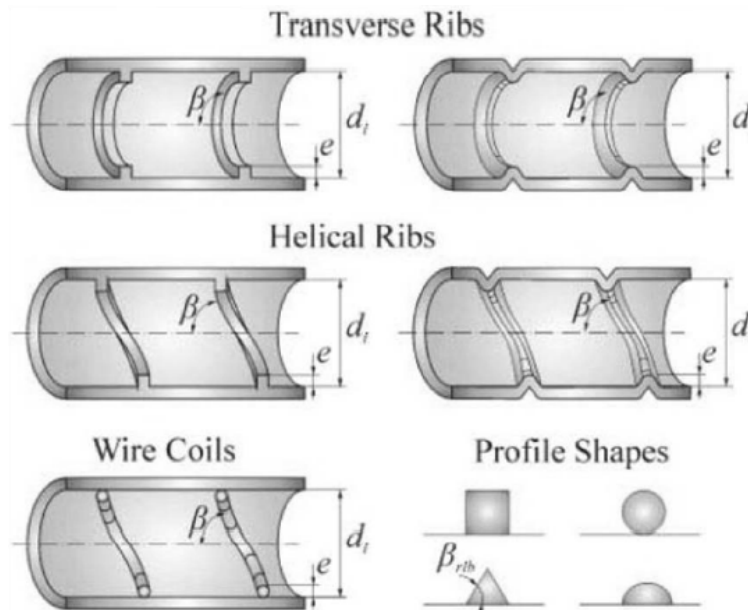 Transverse Ribs
β
β
d_t
e
β
β
d
e
Helical Ribs
β
d_t
e
β
d
e
Wire Coils
Profile Shapes
β
d_t
e
β_rib